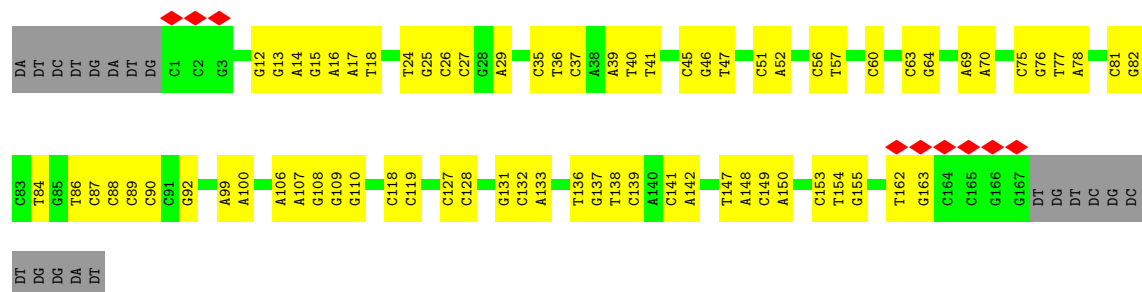 DA DT DC DT DG DA DT DG C1 C2 G3 G12 G13 A14 G15 A16 A17 T18 T24 G25 C26 C27 G28 A29 C35 T36 C37 A38 A39 T40 T41 C45 G46 T47 C51 A52 C56 T57 C60 C63 G64 A69 A70 C75 G76 T77 A78 C81 G82
C83 T84 G85 T86 C87 C88 C89 C90 C91 G92 A99 A100 A106 A107 G108 G109 G110 C118 C119 C127 C128 G131 C132 A133 T136 G137 T138 C139 A140 C141 A142 T147 A148 C149 A150 C153 T154 G155 T162 G163 C164 C165 G166 G167 DT DG DT DC DG DC
DT DG DG DA DT